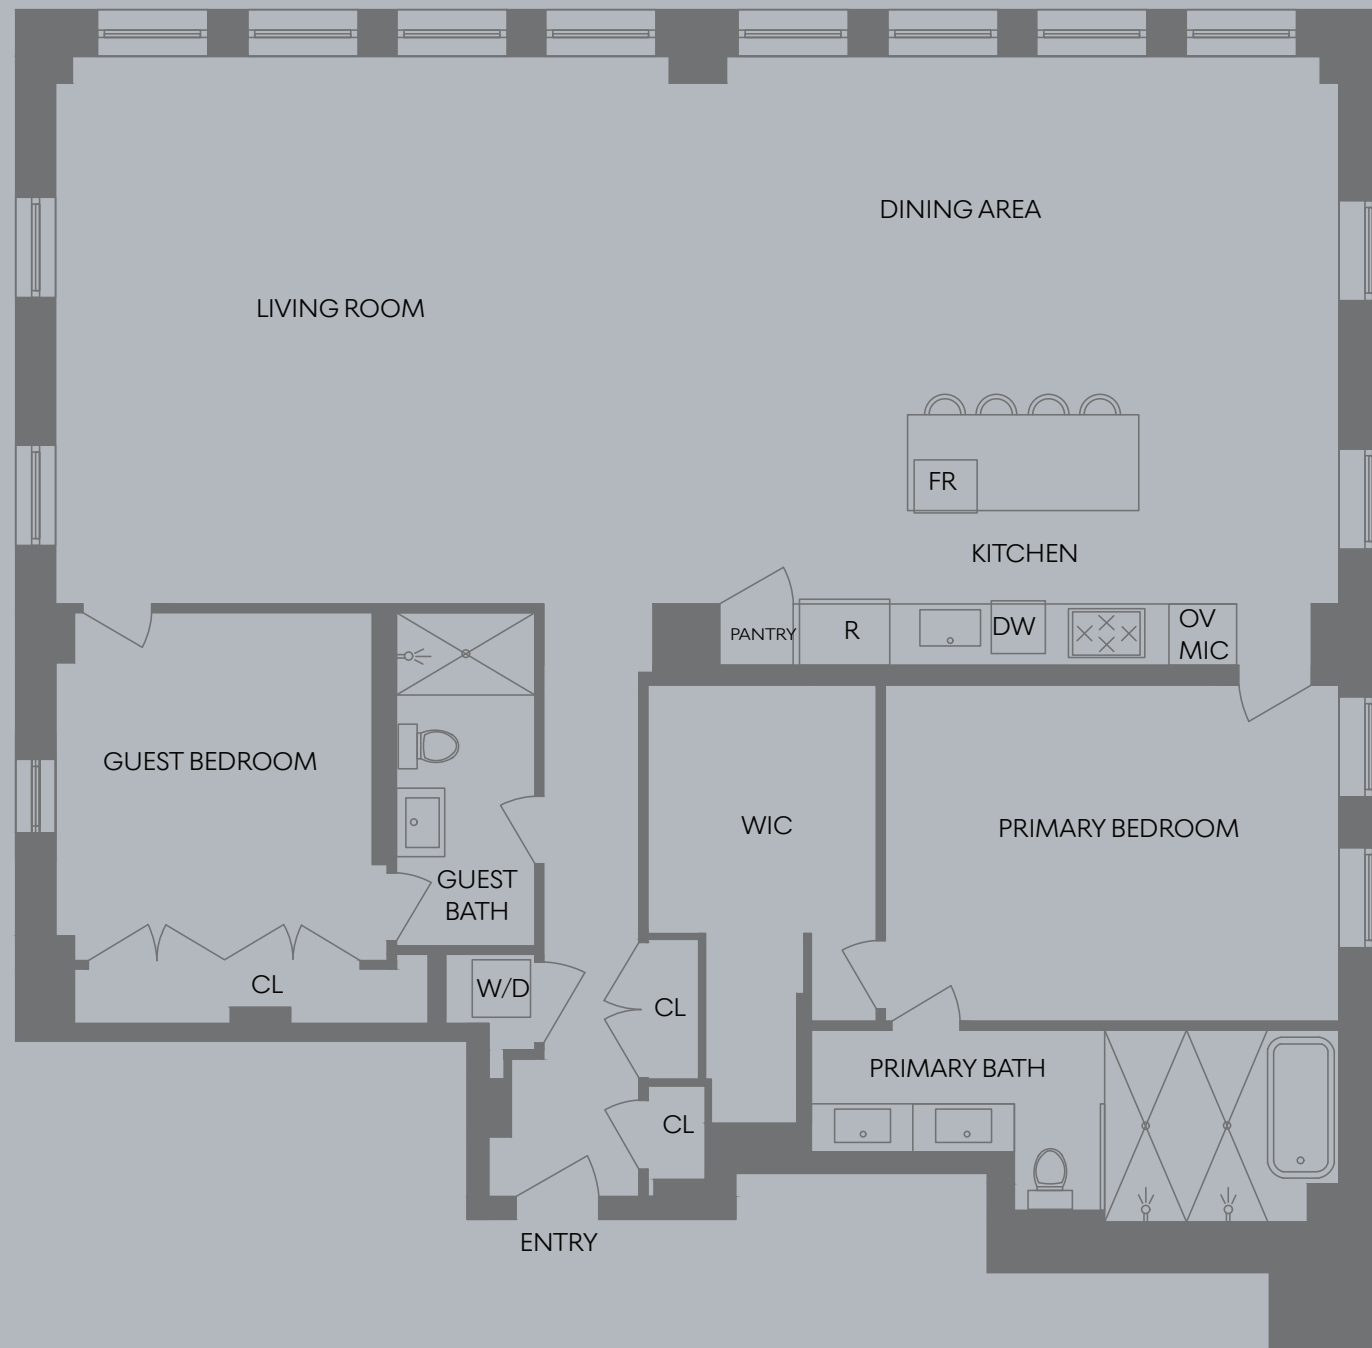 DINING AREA
LIVING ROOM
FR
KITCHEN
PANTRY
R
DW
OV
MIC
GUEST BEDROOM
WIC
PRIMARY BEDROOM
GUEST
BATH
CL
W/D
CL
PRIMARY BATH
CL
ENTRY